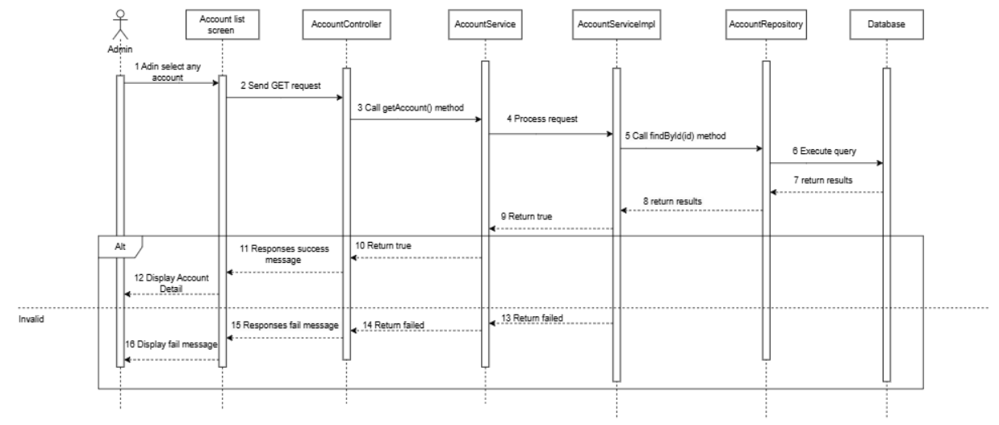 Account list
screen
AccountController
AccountService
AccountServiceImpl
AccountRepository
Database
Admin
1 Adin select any
account
2 Send GET request
3 Call getAccount() method
4 Process request
5 Call findById(id) method
6 Execute query
7 return results
8 return results
9 Return true
Alt
10 Return true
11 Responses success
message
12 Display Account
Detail
Invalid
13 Return failed
14 Return failed
15 Responses fail message
16 Display fail message